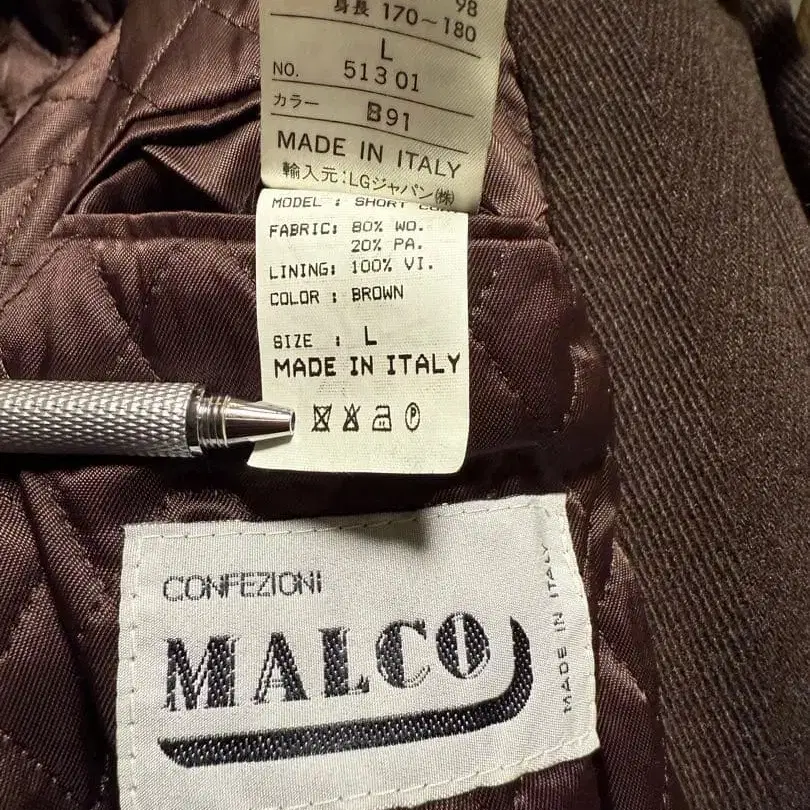 98
身長 170～180
L
NO. 513 01
カラー B91
MADE IN ITALY
輸入元:LGジャパン(株)
MODEL : SHORT
FABRIC: 80% WO.
20% PA.
LINING: 100% VI.
COLOR : BROWN
SIZE : L
MADE IN ITALY
P
CONFEZIONI
MALCO
MADE IN ITALY